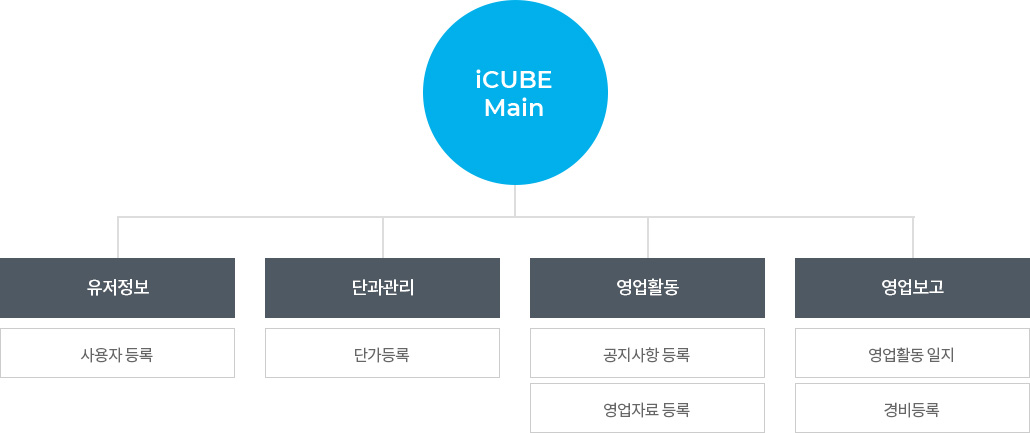 iCUBE
Main
유저정보
단과관리
영업활동
영업보고
사용자 등록
단가등록
공지사항 등록
영업활동 일지
영업자료 등록
경비등록